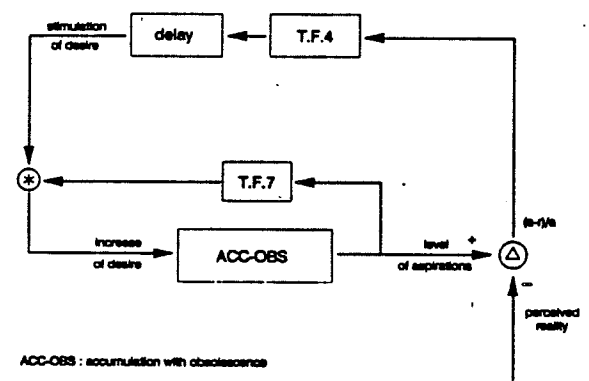 stimulation
of desire
delay
T.F.4
*
T.F.7
(a-r)/a
increase
of desire
ACC-OBS
level
of aspirations
+
Δ
−
perceived
reality
ACC-OBS : accumulation with obsolescence